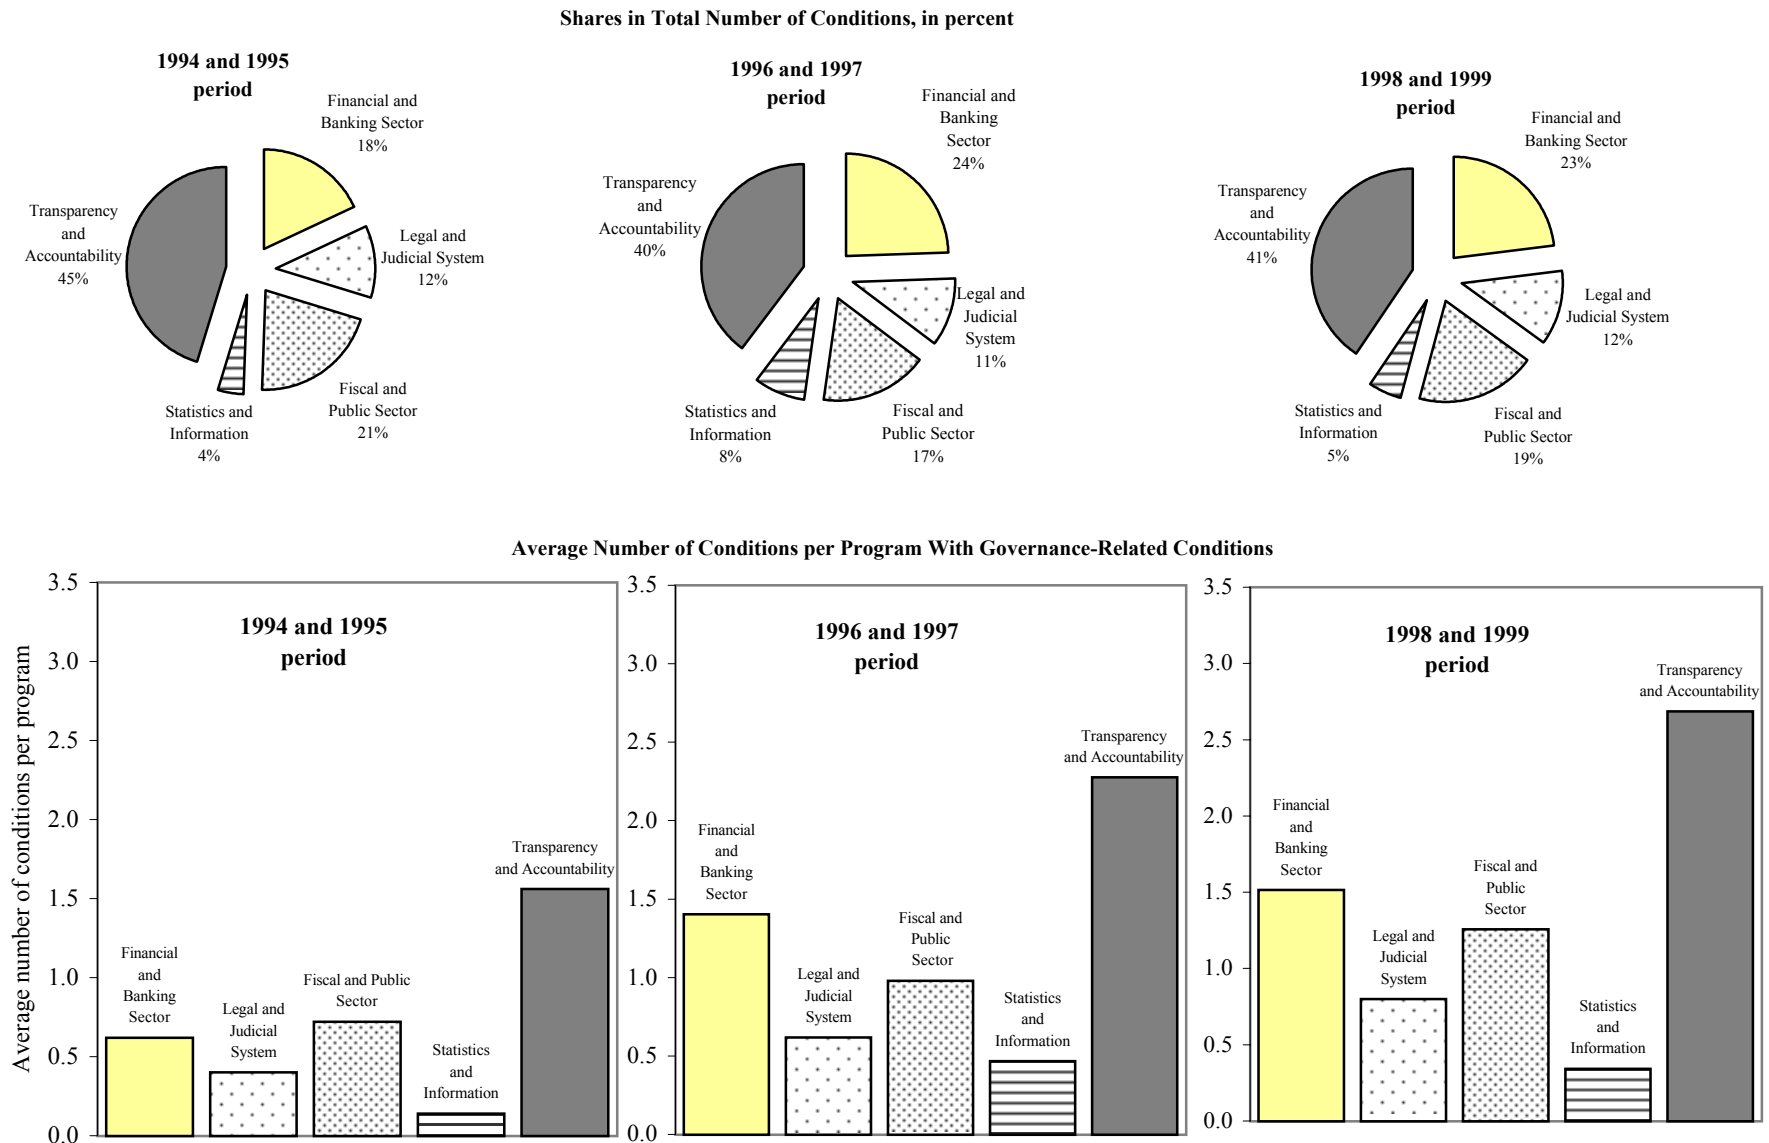 Shares in Total Number of Conditions, in percent
1994 and 1995
period
Financial and
Banking Sector
18%
Legal and
Judicial System
12%
Fiscal and
Public Sector
21%
Statistics and
Information
4%
Transparency
and
Accountability
45%
1996 and 1997
period
Financial and
Banking
Sector
24%
Legal and
Judicial
System
11%
Fiscal and
Public Sector
17%
Statistics and
Information
8%
Transparency
and
Accountability
40%
1998 and 1999
period
Financial and
Banking Sector
23%
Legal and
Judicial System
12%
Fiscal and
Public Sector
19%
Statistics and
Information
5%
Transparency
and
Accountability
41%
Average Number of Conditions per Program With Governance-Related Conditions
Average number of conditions per program
3.5
3.0
2.5
2.0
1.5
1.0
0.5
0.0
1994 and 1995
period
Financial
and
Banking
Sector
Legal and
Judicial
System
Fiscal and Public
Sector
Statistics
and
Information
Transparency
and Accountability
3.5
3.0
2.5
2.0
1.5
1.0
0.5
0.0
1996 and 1997
period
Financial
and
Banking
Sector
Legal and
Judicial
System
Fiscal and
Public
Sector
Statistics
and
Information
Transparency
and Accountability
3.5
3.0
2.5
2.0
1.5
1.0
0.5
0.0
1998 and 1999
period
Financial
and
Banking
Sector
Legal and
Judicial
System
Fiscal and
Public
Sector
Statistics
and
Information
Transparency
and Accountability